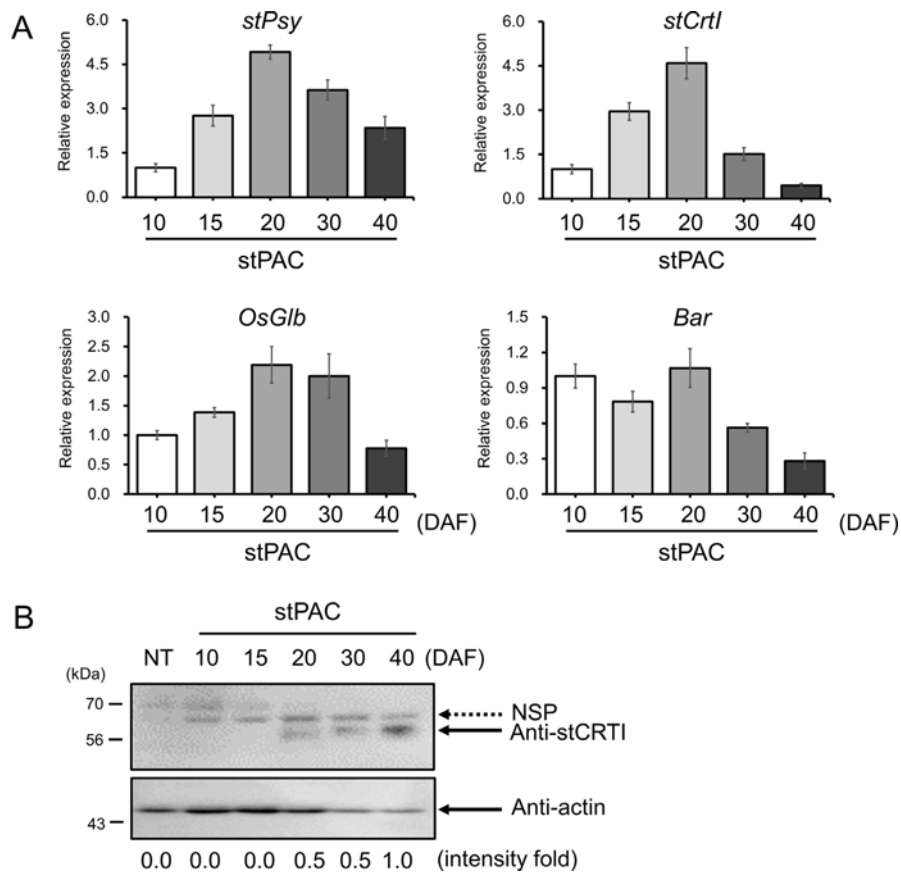 A
stPsy
Relative expression
6.0
4.5
3.0
1.5
0.0
10 15 20 30 40
stPAC
stCrtI
Relative expression
6.0
4.5
3.0
1.5
0.0
10 15 20 30 40
stPAC
OsGlb
Relative expression
3.0
2.5
2.0
1.5
1.0
0.5
0.0
10 15 20 30 40 (DAF)
stPAC
Bar
Relative expression
1.5
1.2
0.9
0.6
0.3
0.0
10 15 20 30 40 (DAF)
stPAC
B
stPAC
NT 10 15 20 30 40 (DAF)
(kDa)
70
56
NSP
Anti-stCRTI
43
Anti-actin
0.0 0.0 0.0 0.5 0.5 1.0 (intensity fold)